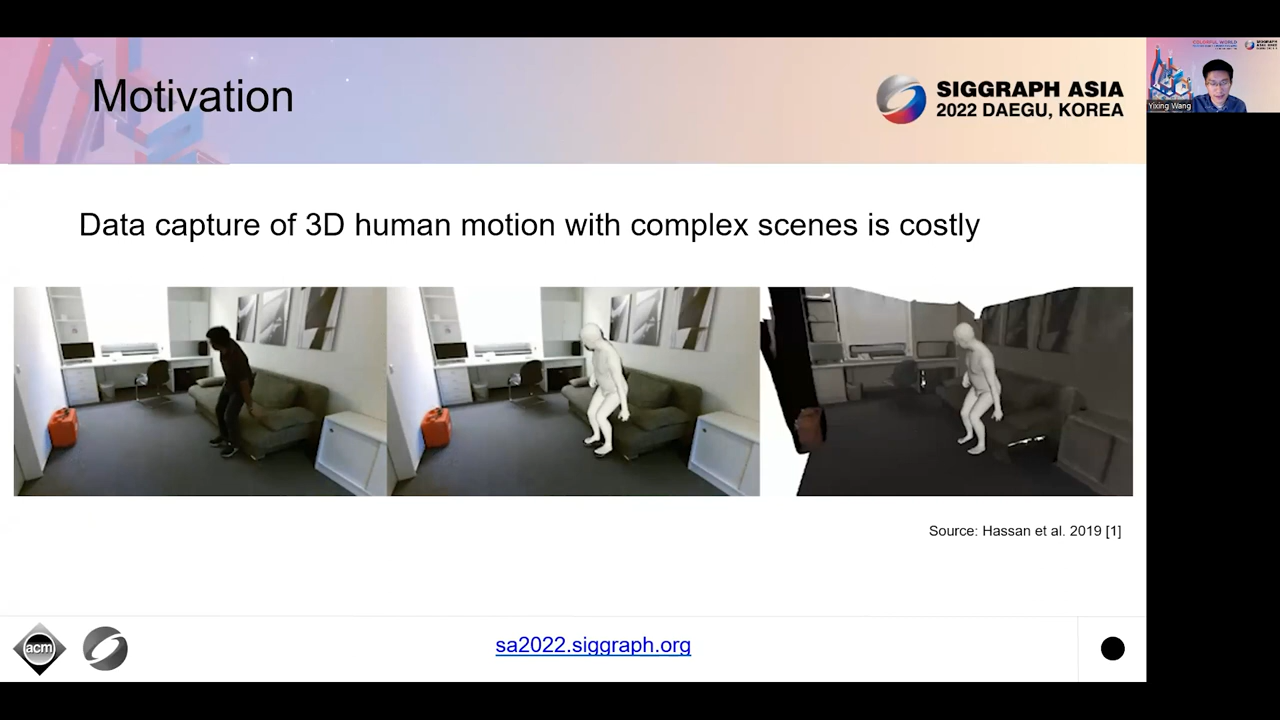 Motivation
SIGGRAPH ASIA
2022 DAEGU, KOREA
Yixing Wang
Data capture of 3D human motion with complex scenes is costly
Source: Hassan et al. 2019 [1]
acm
sa2022.siggraph.org